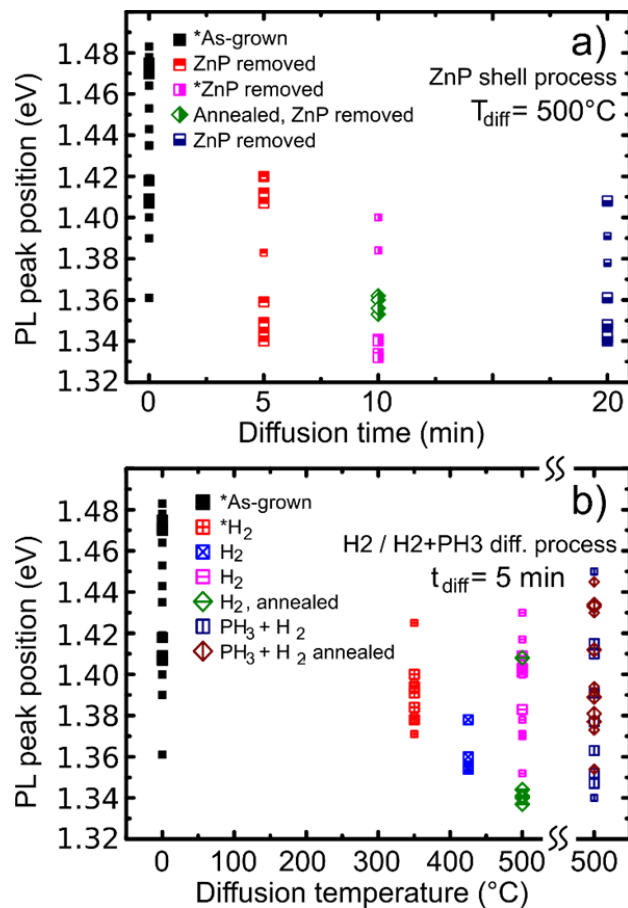 a)
*As-grown
ZnP removed
*ZnP removed
Annealed, ZnP removed
ZnP removed
ZnP shell process
Tdiff= 500°C
PL peak position (eV)
1.48
1.46
1.44
1.42
1.40
1.38
1.36
1.34
1.32
0 5 10 20
Diffusion time (min)
b)
*As-grown
*H2
H2
H2
H2, annealed
PH3 + H2
PH3 + H2 annealed
H2 / H2+PH3 diff. process
tdiff= 5 min
PL peak position (eV)
1.48
1.46
1.44
1.42
1.40
1.38
1.36
1.34
1.32
0 100 200 300 400 500 500
Diffusion temperature (°C)